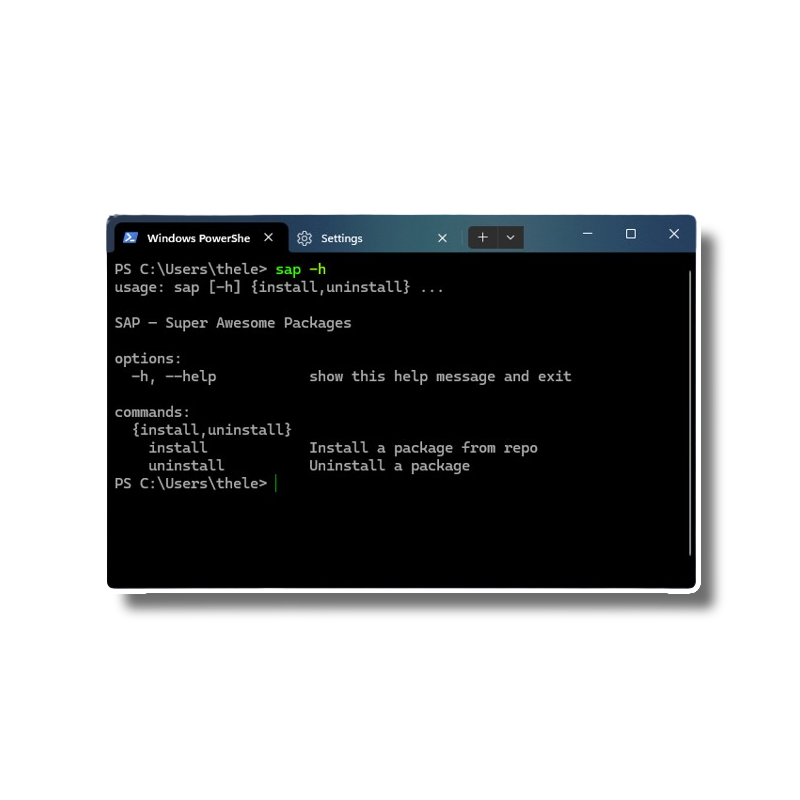 Windows PowerShe
Settings
PS C:\Users\thele> sap -h
usage: sap [-h] {install,uninstall} ...
SAP - Super Awesome Packages
options:
-h, --help show this help message and exit
commands:
{install,uninstall}
install Install a package from repo
uninstall Uninstall a package
PS C:\Users\thele>